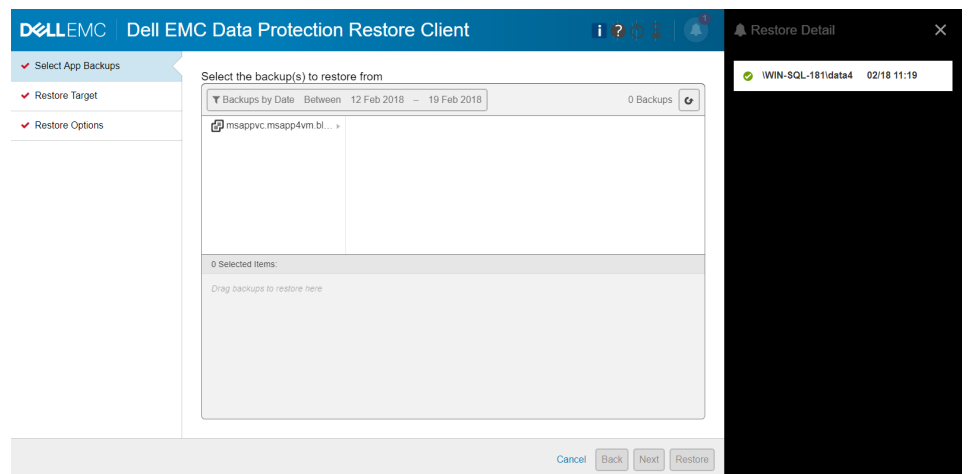 DELLEMC Dell EMC Data Protection Restore Client
i ? 1
Restore Detail
Select App Backups
Restore Target
Restore Options
Select the backup(s) to restore from
Backups by Date Between 12 Feb 2018 – 19 Feb 2018
0 Backups
msappvc.msapp4vm.bl...
0 Selected Items:
Drag backups to restore here
Cancel Back Next Restore
\WIN-SQL-181\data4 02/18 11:19